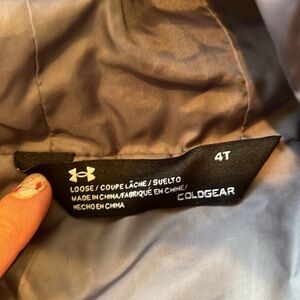 4T
LOOSE / COUPE LÂCHE / SUELTO
MADE IN CHINA/FABRIQUÉ EN CHINE/
HECHO EN CHINA
COLDGEAR